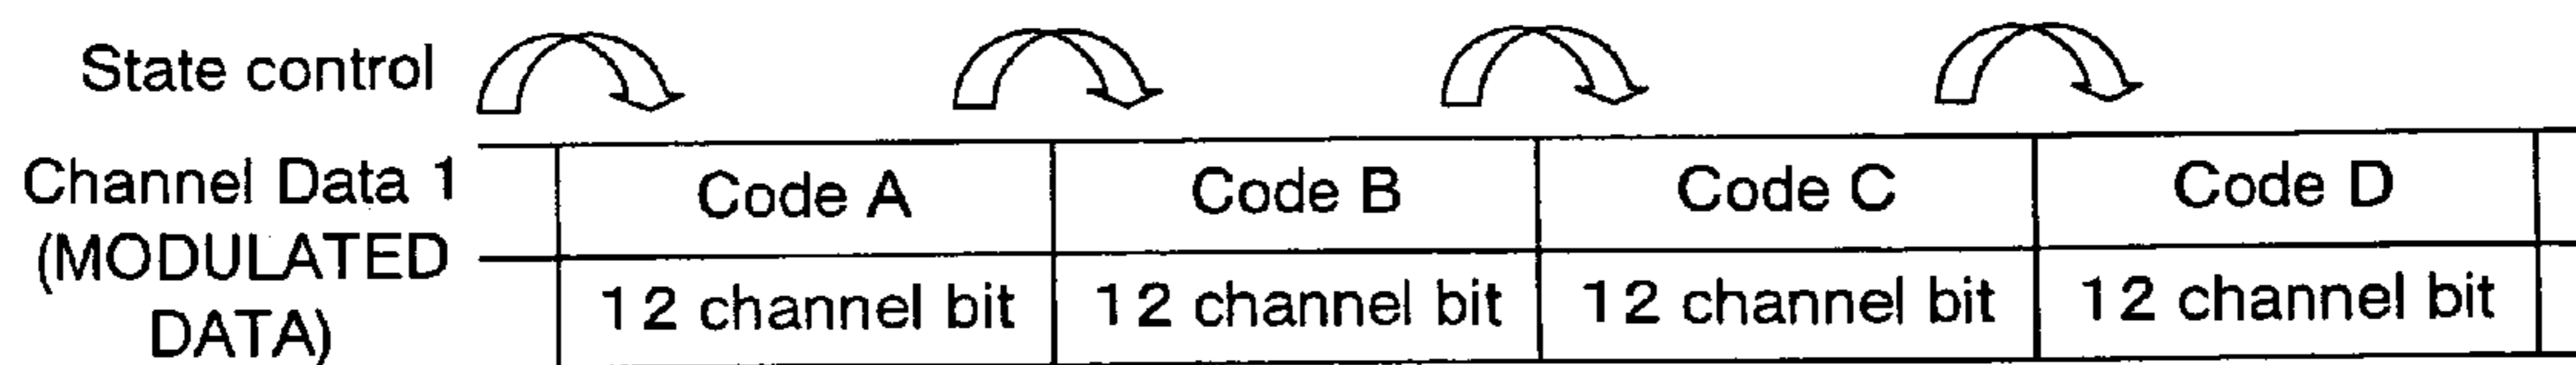 State control
Channel Data 1
(MODULATED
DATA)
Code A Code B Code C Code D
12 channel bit 12 channel bit 12 channel bit 12 channel bit